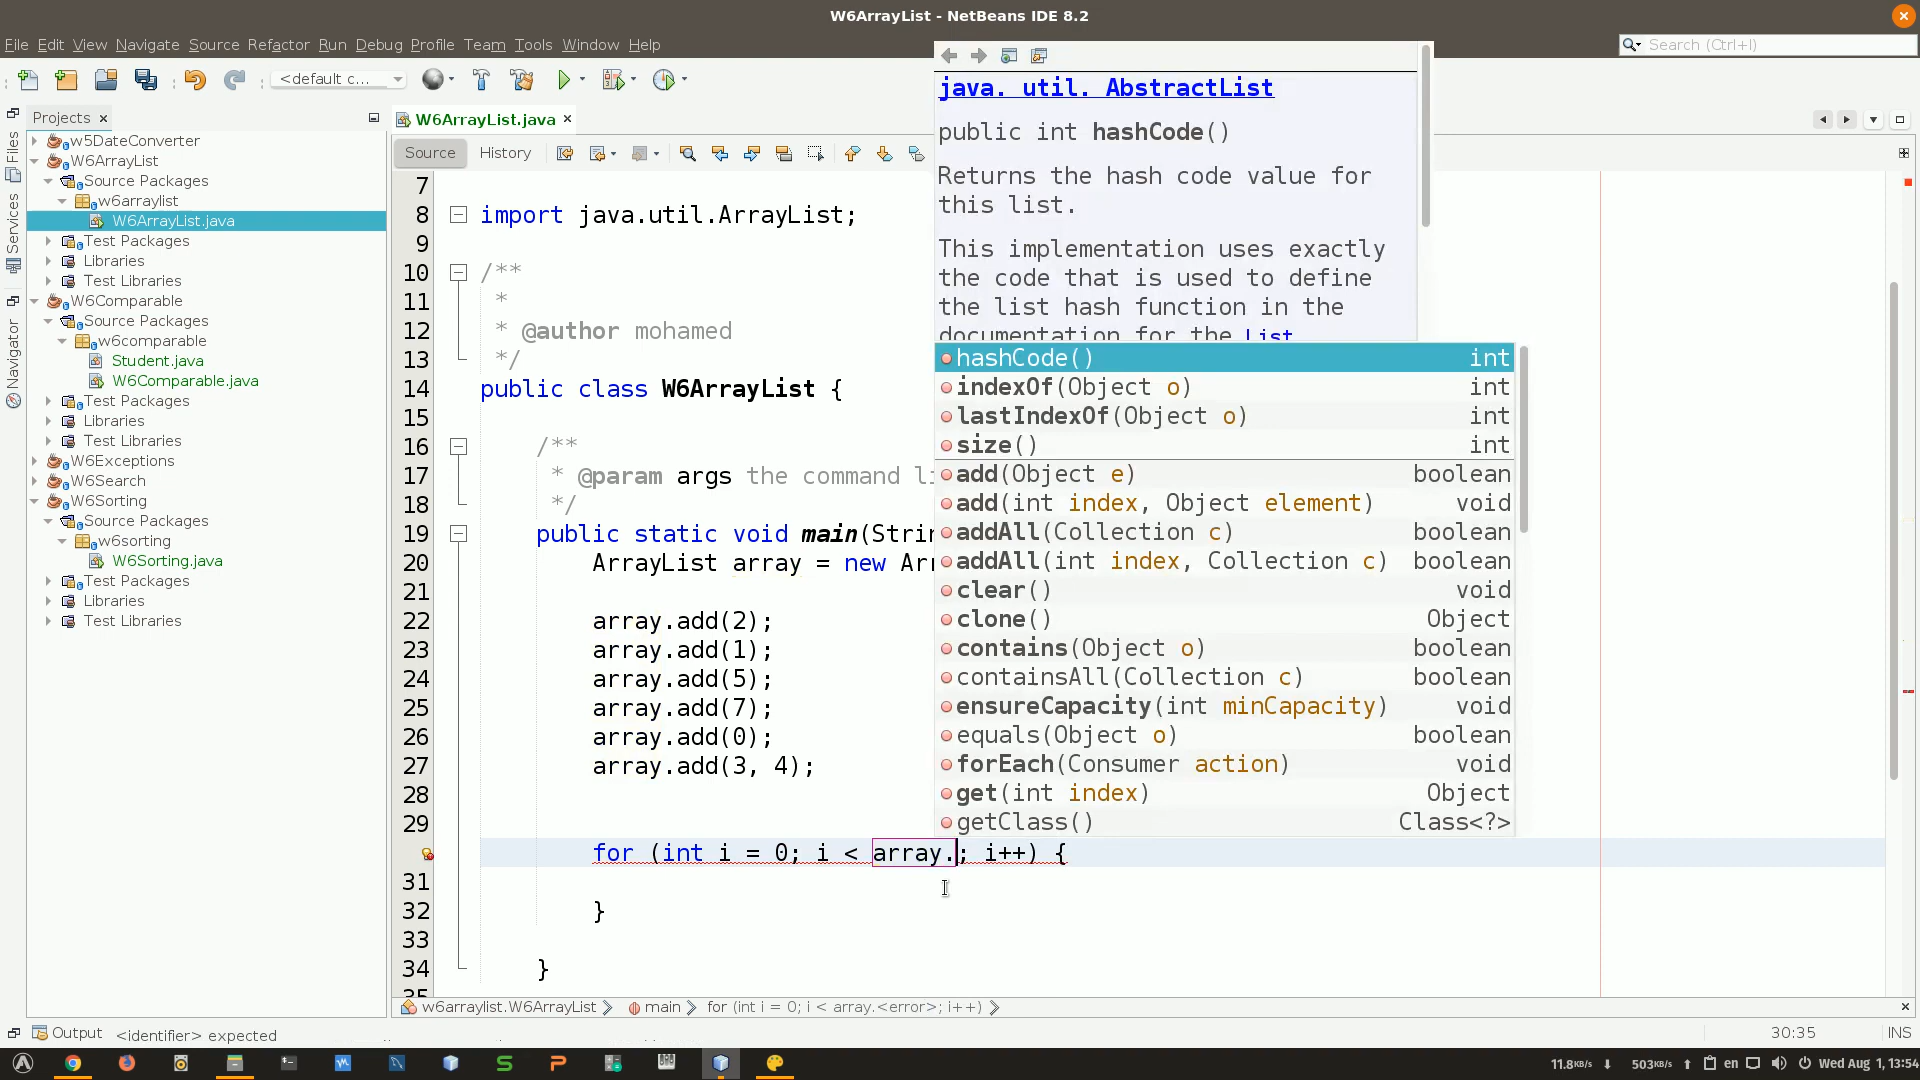 W6ArrayList - NetBeans IDE 8.2
File Edit View Navigate Source Refactor Run Debug Profile Team Tools Window Help
Search (Ctrl+I)
<default c...
Files
Services
Navigator
Projects
w5DateConverter
W6ArrayList
Source Packages
w6arraylist
W6ArrayList.java
Test Packages
Libraries
Test Libraries
W6Comparable
Source Packages
w6comparable
Student.java
W6Comparable.java
Test Packages
Libraries
Test Libraries
W6Exceptions
W6Search
W6Sorting
Source Packages
w6sorting
W6Sorting.java
Test Packages
Libraries
Test Libraries
W6ArrayList.java
Source History
7
8 import java.util.ArrayList;
9
10 /**
11 *
12 * @author mohamed
13 */
14 public class W6ArrayList {
15
16 /**
17 * @param args the command li
18 */
19 public static void main(Strin
20 ArrayList array = new Arr
21
22 array.add(2);
23 array.add(1);
24 array.add(5);
25 array.add(7);
26 array.add(0);
27 array.add(3, 4);
28
29
for (int i = 0; i < array.; i++) {
31
32 }
33
34 }
35
java. util. AbstractList
public int hashCode()
Returns the hash code value for
this list.
This implementation uses exactly
the code that is used to define
the list hash function in the
documentation for the List
hashCode() int
indexOf(Object o) int
lastIndexOf(Object o) int
size() int
add(Object e) boolean
add(int index, Object element) void
addAll(Collection c) boolean
addAll(int index, Collection c) boolean
clear() void
clone() Object
contains(Object o) boolean
containsAll(Collection c) boolean
ensureCapacity(int minCapacity) void
equals(Object o) boolean
forEach(Consumer action) void
get(int index) Object
getClass() Class<?>
w6arraylist.W6ArrayList main for (int i = 0; i < array.<error>; i++)
Output <identifier> expected 30:35 INS
11.8KB/s 503KB/s en Wed Aug 1, 13:54